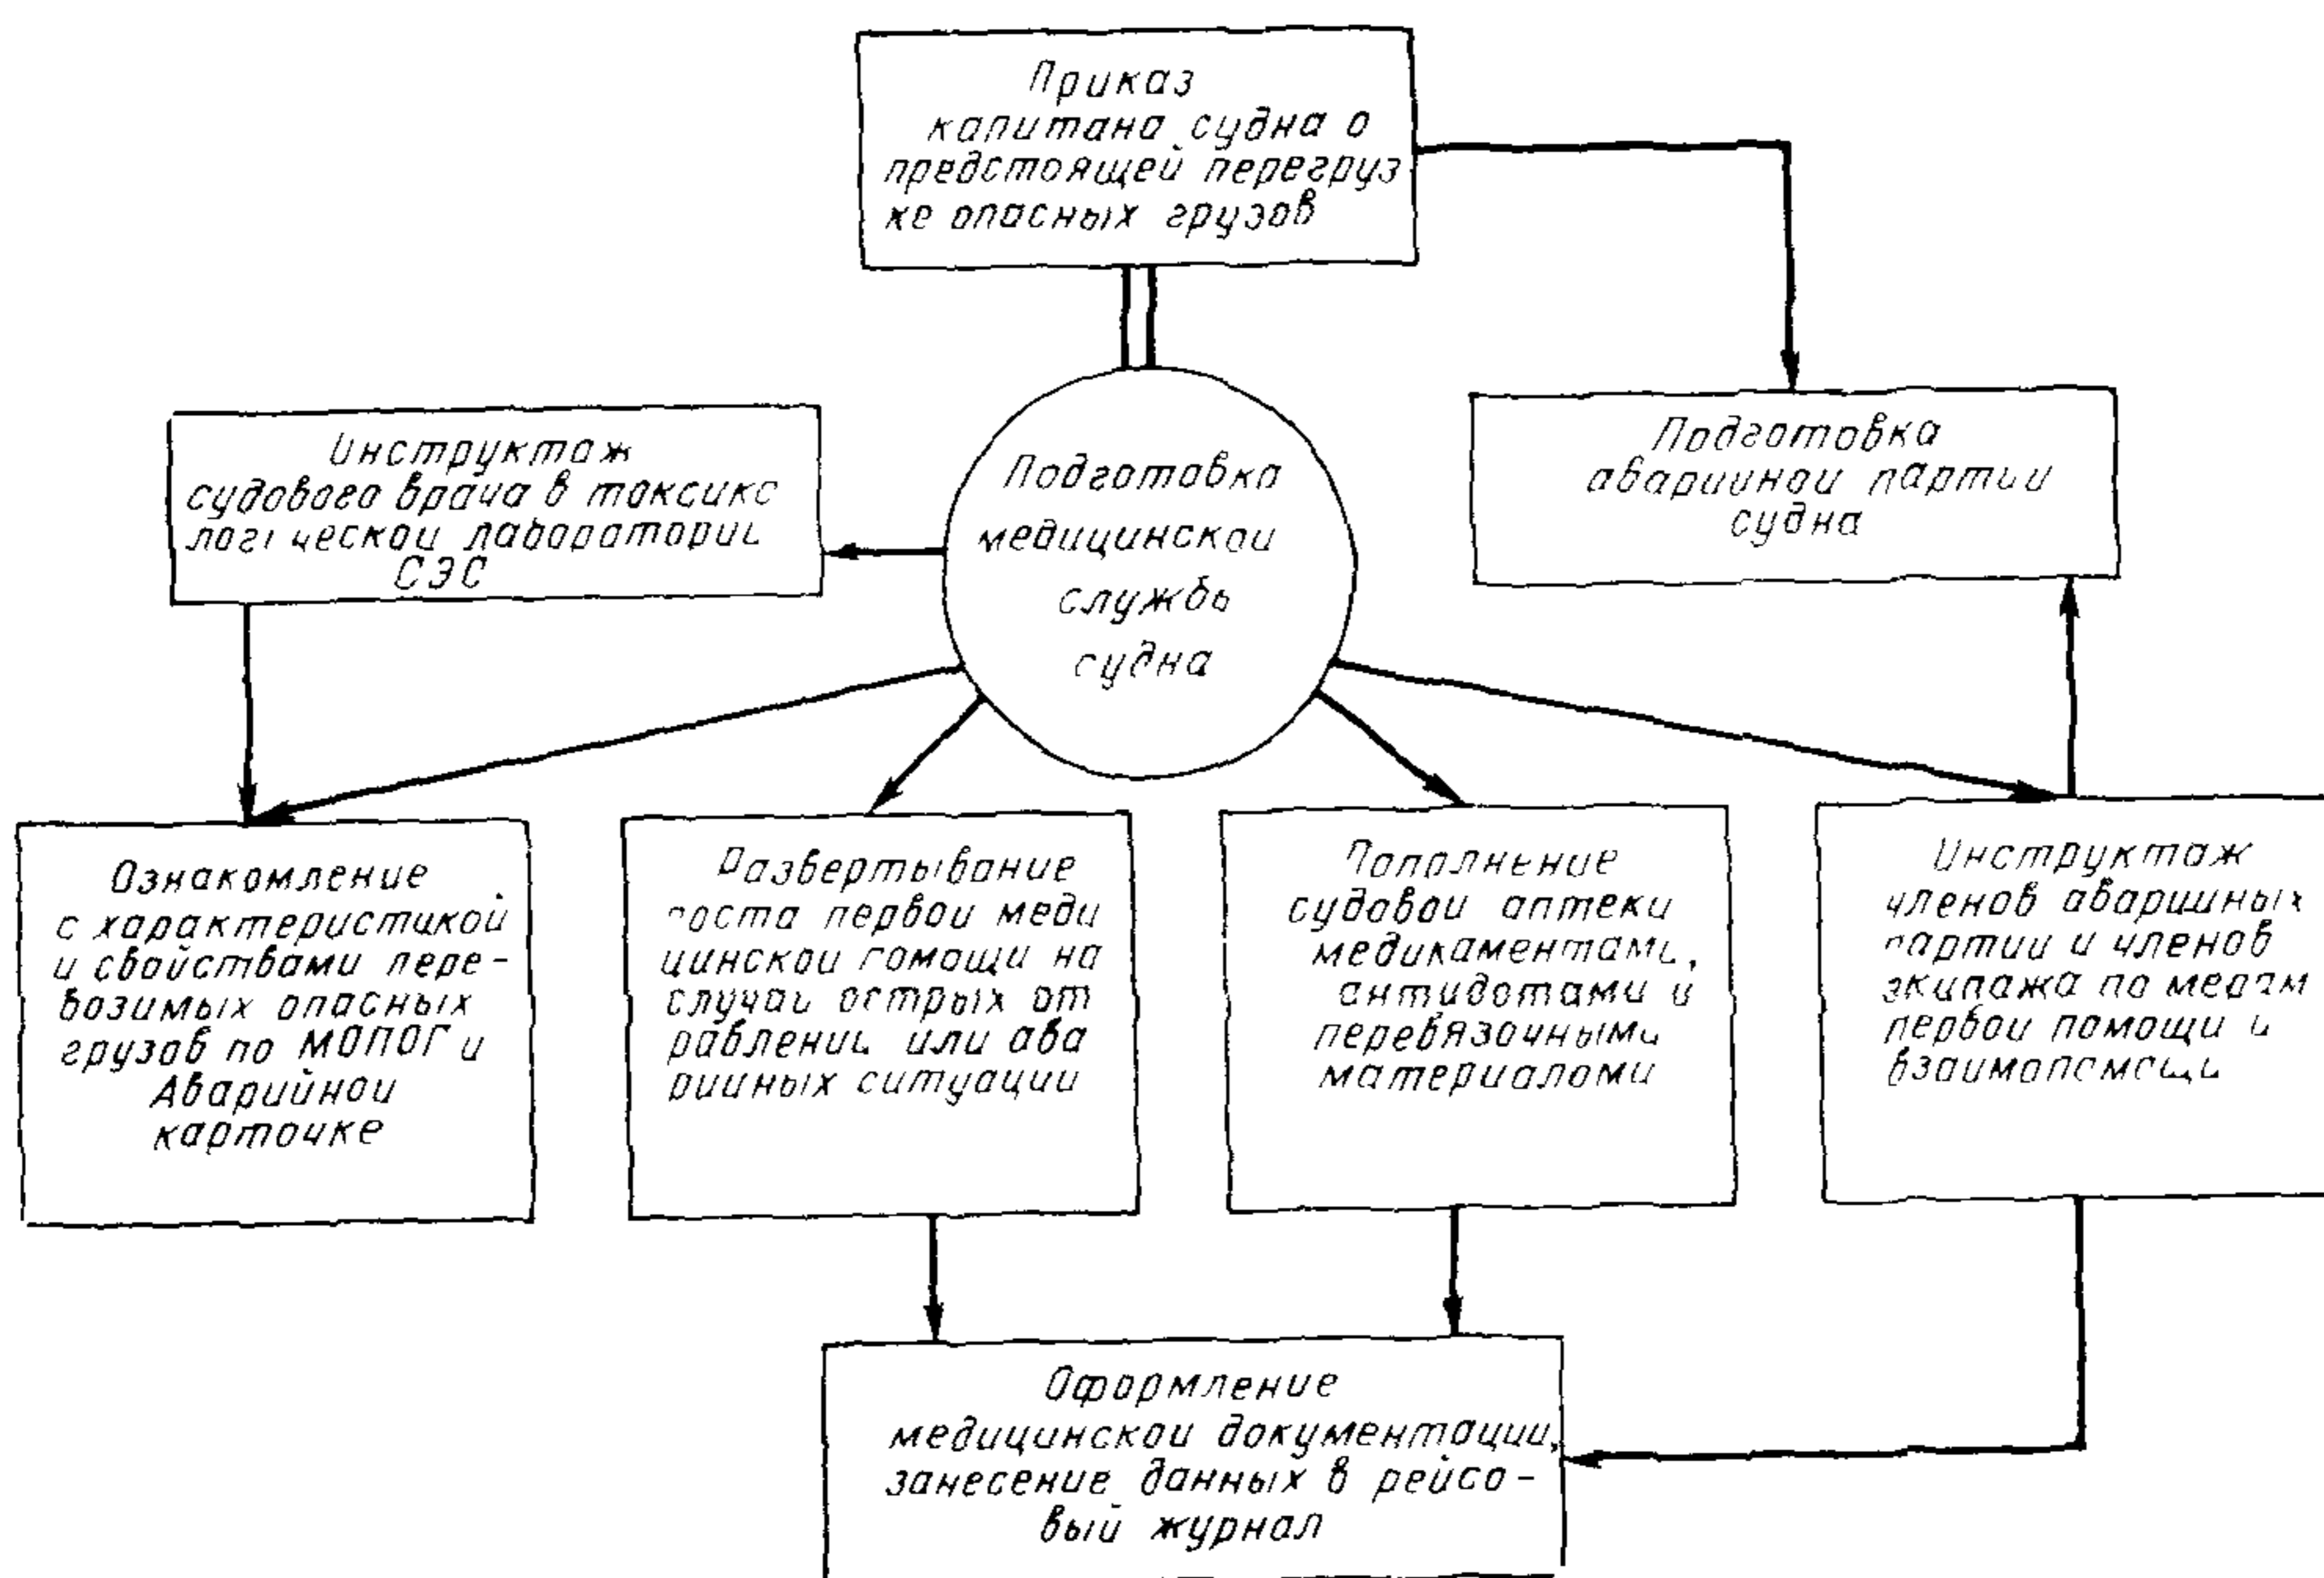 Приказ
капитана судна о
предстоящей перегруз
ке опасных грузов
Инструктаж
судового врача в токсико
логической лаборатории
СЭС
Подготовка
медицинской
службы
судна
Подготовка
аварийной партии
судна
Ознакомление
с характеристикой
и свойствами пере-
возимых опасных
грузов по МОПОГ и
Аварийной
карточке
Развертывание
поста первой меди
цинской помощи на
случай острых от
равлений или ава
рийных ситуаций
Пополнение
судовой аптеки
медикаментами,
антидотами и
перевязочными
материалами
Инструктаж
членов аварийных
партий и членов
экипажа по мерам
первой помощи и
взаимопомощи
Оформление
медицинской документации,
занесение данных в рейсо-
вый журнал